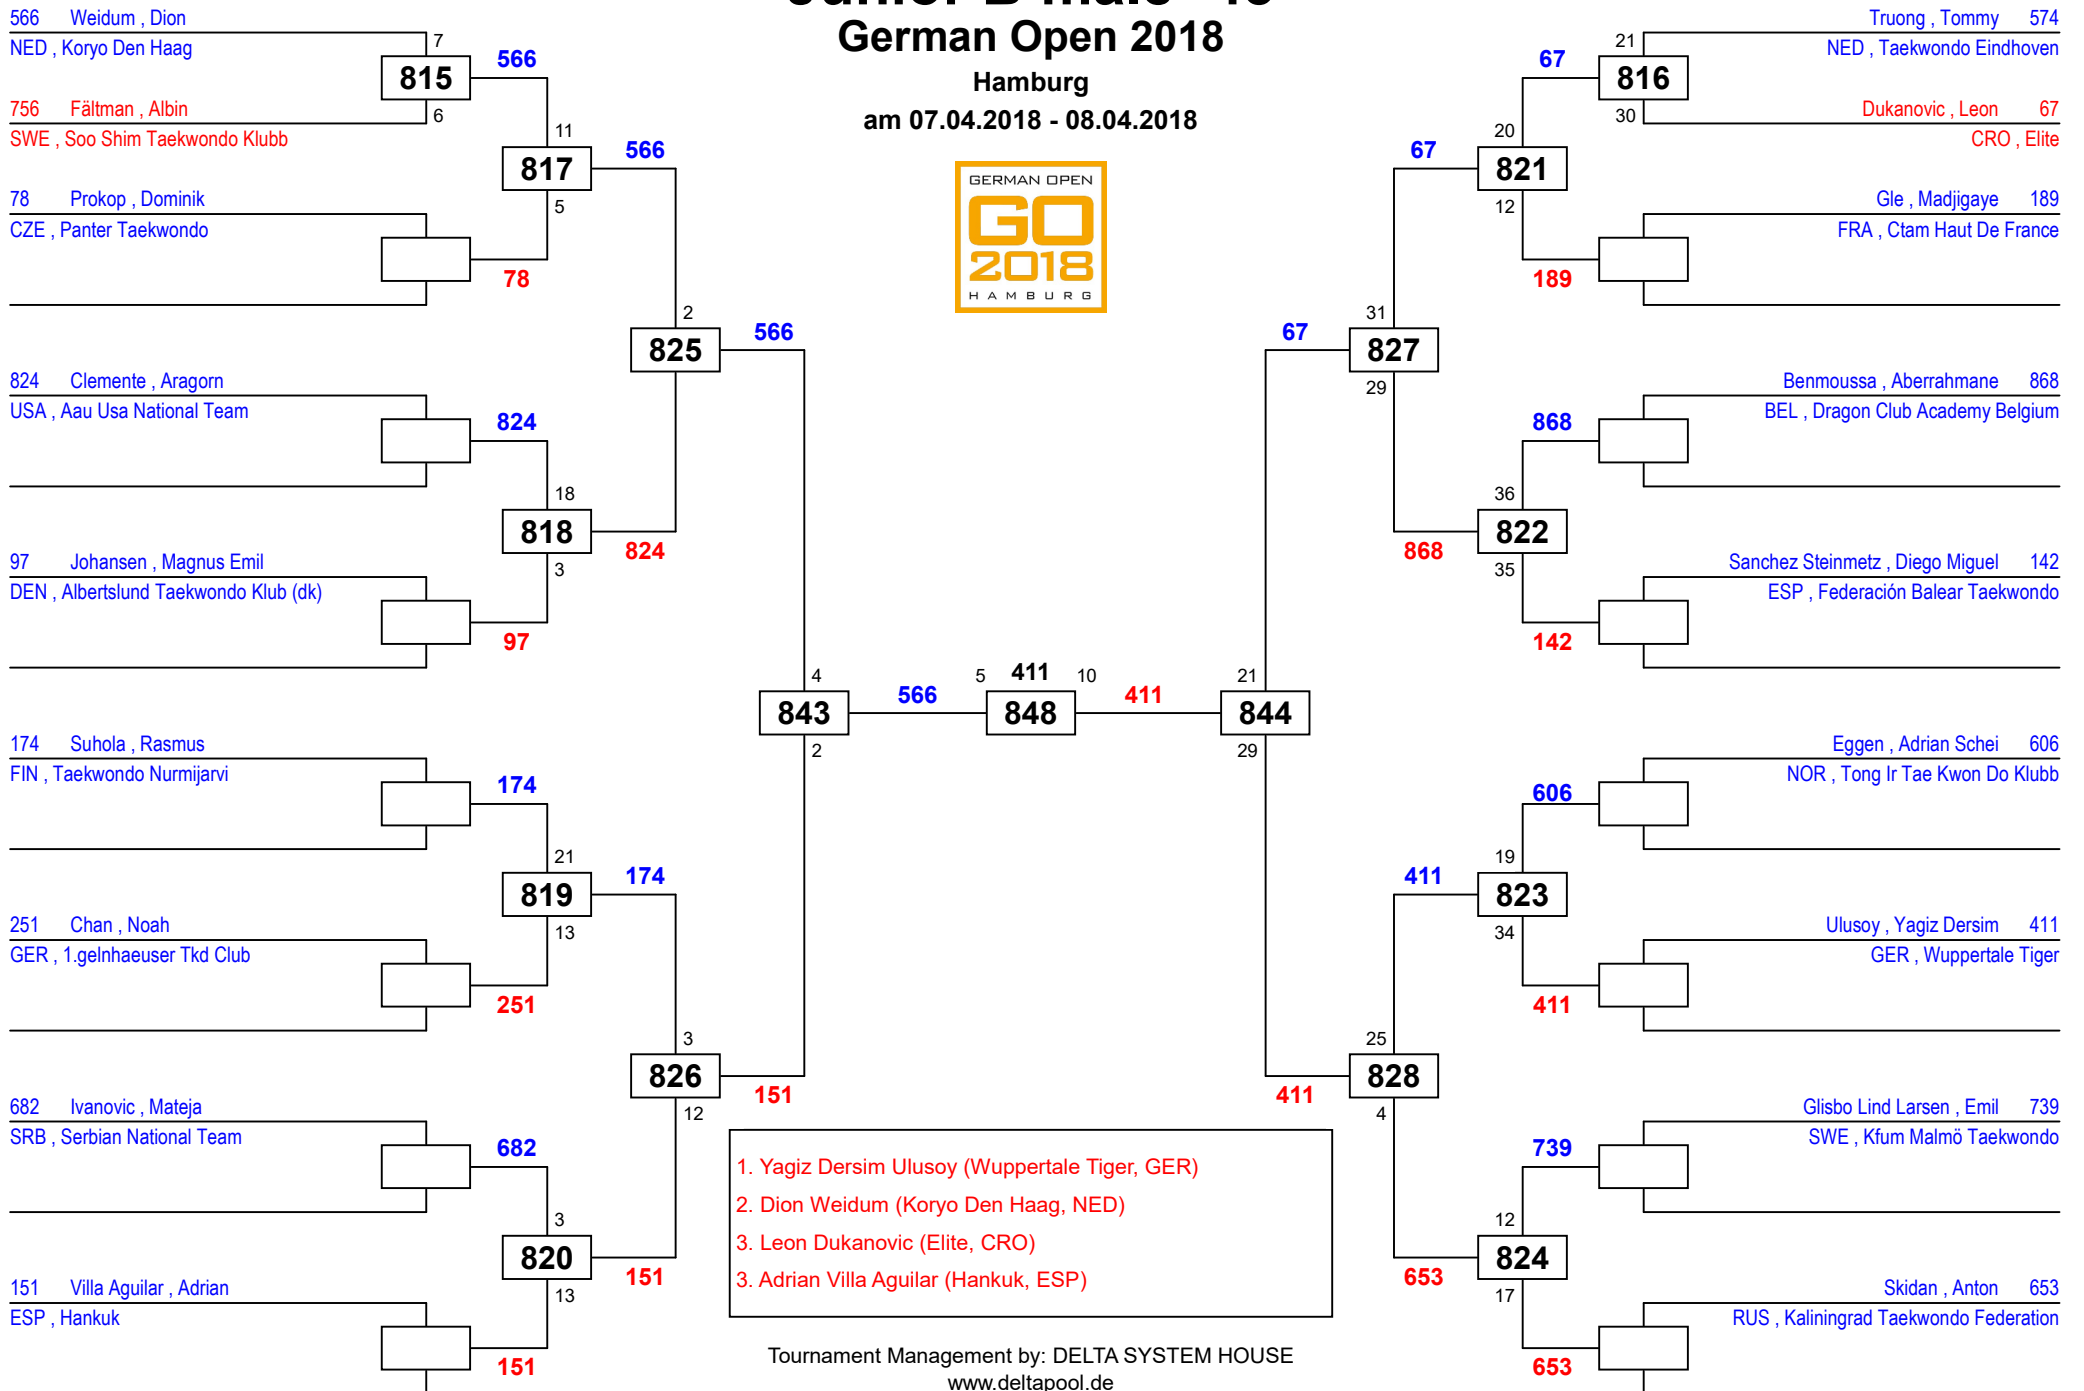 German Open 2018
Hamburg
am 07.04.2018 - 08.04.2018
GERMAN OPEN
GO
2018
HAMBURG
566 Weidum , Dion
NED , Koryo Den Haag
7
815
566
756 Fältman , Albin
6
SWE , Soo Shim Taekwondo Klubb
11
817
566
78 Prokop , Dominik
5
CZE , Panter Taekwondo
78
2
825
566
824 Clemente , Aragorn
USA , Aau Usa National Team
824
18
818
824
97 Johansen , Magnus Emil
3
DEN , Albertslund Taekwondo Klub (dk)
97
4
843
566
2
174 Suhola , Rasmus
FIN , Taekwondo Nurmijarvi
174
21
819
174
251 Chan , Noah
13
GER , 1.gelnhaeuser Tkd Club
251
3
826
151
12
682 Ivanovic , Mateja
SRB , Serbian National Team
682
3
820
151
151 Villa Aguilar , Adrian
13
ESP , Hankuk
151
5 411 10
848
411
Truong , Tommy 574
NED , Taekwondo Eindhoven
21
67
816
Dukanovic , Leon 67
30
CRO , Elite
20
67
821
Gle , Madjigaye 189
12
FRA , Ctam Haut De France
189
31
67
827
29
Benmoussa , Aberrahmane 868
BEL , Dragon Club Academy Belgium
868
36
822
868
Sanchez Steinmetz , Diego Miguel 142
35
ESP , Federación Balear Taekwondo
142
21
844
29
Eggen , Adrian Schei 606
NOR , Tong Ir Tae Kwon Do Klubb
606
19
411
823
Ulusoy , Yagiz Dersim 411
34
GER , Wuppertale Tiger
411
25
828
411
4
Glisbo Lind Larsen , Emil 739
SWE , Kfum Malmö Taekwondo
739
12
824
653
Skidan , Anton 653
17
RUS , Kaliningrad Taekwondo Federation
653
1. Yagiz Dersim Ulusoy (Wuppertale Tiger, GER)
2. Dion Weidum (Koryo Den Haag, NED)
3. Leon Dukanovic (Elite, CRO)
3. Adrian Villa Aguilar (Hankuk, ESP)
Tournament Management by: DELTA SYSTEM HOUSE
www.deltapool.de